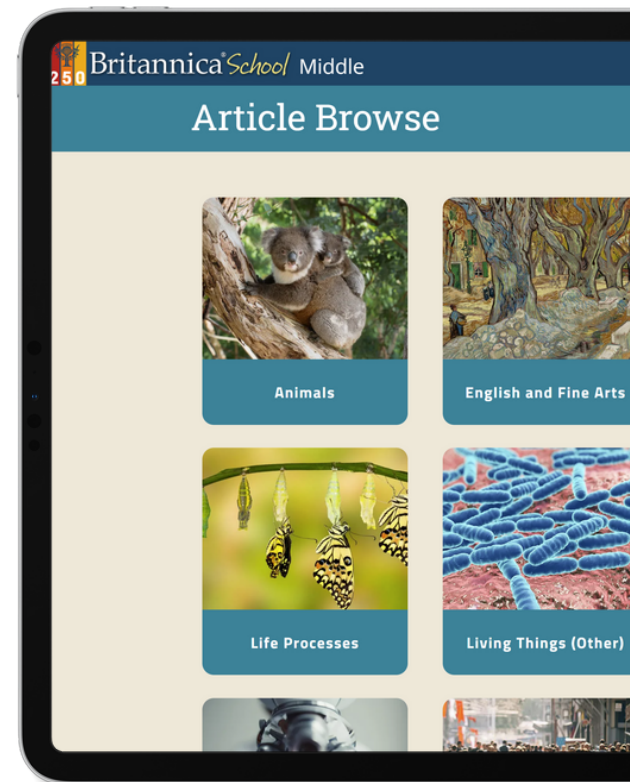 250 Britannica School Middle
Article Browse
Animals
English and Fine Arts
Life Processes
Living Things (Other)